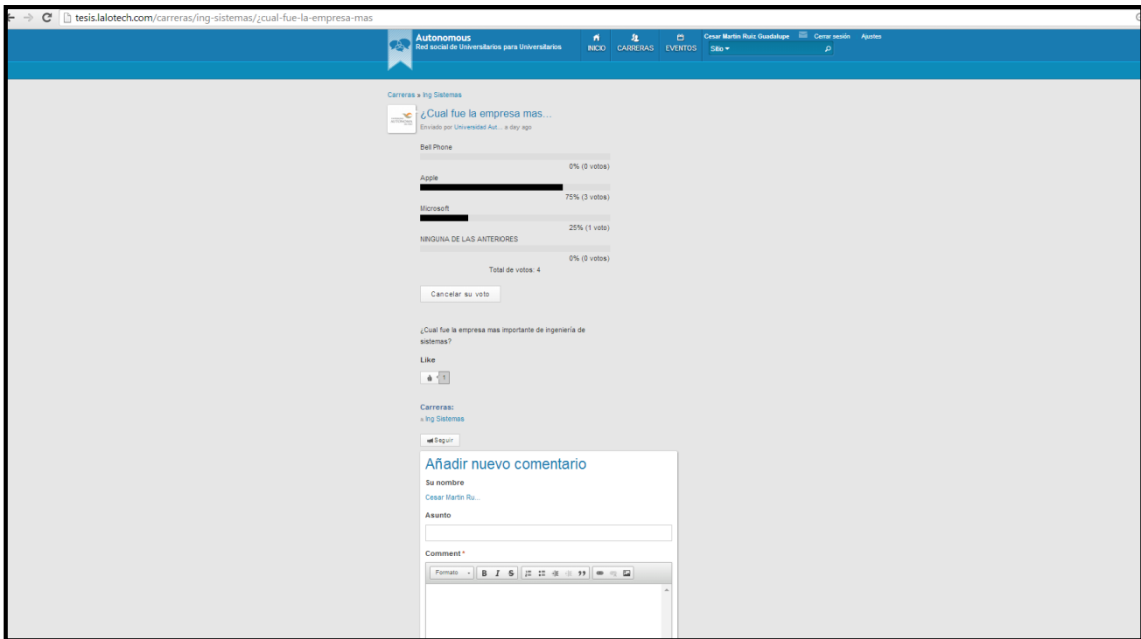 tesis.lalotech.com/carreras/ing-sistemas/¿cual-fue-la-empresa-mas
Autonomous
Red social de Universitarios para Universitarios
INICIO
CARRERAS
EVENTOS
Cesar Martin Ruiz Guadalupe
Cerrar sesión
Ajustes
Sitio
Carreras » Ing Sistemas
¿Cual fue la empresa mas...
Enviado por Universidad Aut... a day ago
Bell Phone
0% (0 votos)
Apple
75% (3 votos)
Microsoft
25% (1 voto)
NINGUNA DE LAS ANTERIORES
0% (0 votos)
Total de votos: 4
Cancelar su voto
¿Cual fue la empresa mas importante de ingeniería de
sistemas?
Like
Carreras:
» Ing Sistemas
Seguir
Añadir nuevo comentario
Su nombre
Cesar Martin Ru...
Asunto
Comment *
Formato
B I S